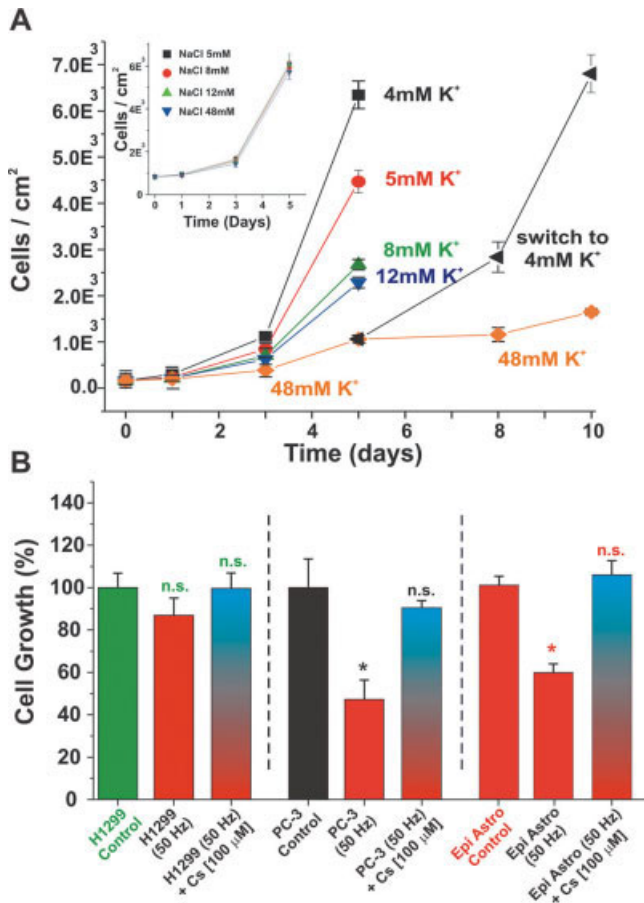 A
7.0E³
6.0E³
5.0E³
4.0E³
3.0E³
2.0E³
1.0E³
0.0
Cells / cm²
0 2 4 6 8 10
Time (days)
NaCl 5mM
NaCl 8mM
NaCl 12mM
NaCl 48mM
6E³
4E³
2E³
Cells / cm²
0 1 2 3 4 5
Time (Days)
4mM K⁺
5mM K⁺
8mM K⁺
12mM K⁺
switch to
4mM K⁺
48mM K⁺
48mM K⁺
B
140
120
100
80
60
40
20
0
Cell Growth (%)
n.s.
n.s.
*
n.s.
*
n.s.
H1299
Control
H1299
(50 Hz)
H1299 (50 Hz)
+ Cs [100 µM]
PC-3
Control
PC-3
(50 Hz)
PC-3 (50 Hz)
+ Cs [100 µM]
Epi Astro
Control
Epi Astro
(50 Hz)
Epi Astro (50 Hz)
+ Cs [100 µM]